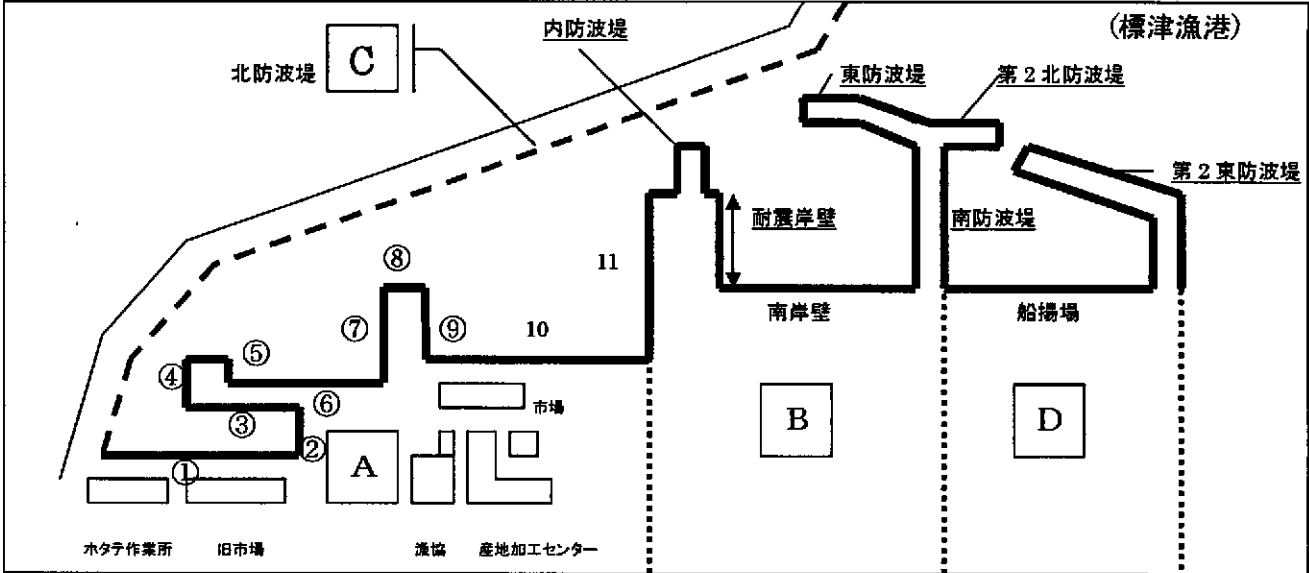 (標津漁港)
内防波堤
北防波堤
C
東防波堤
第2北防波堤
第2東防波堤
耐震岸壁
南防波堤
⑧
11
⑦
⑨
10
南岸壁
船揚場
⑤
④
⑥
③
②
①
市場
A
B
D
ホタテ作業所
旧市場
漁協
産地加工センター